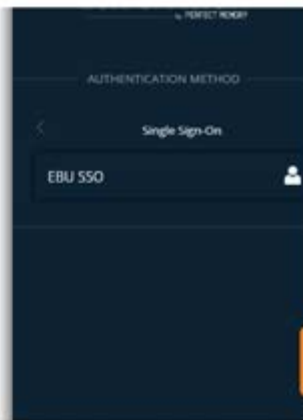 by PERFECT MEMORY
AUTHENTICATION METHOD
Single Sign-On
EBU SSO